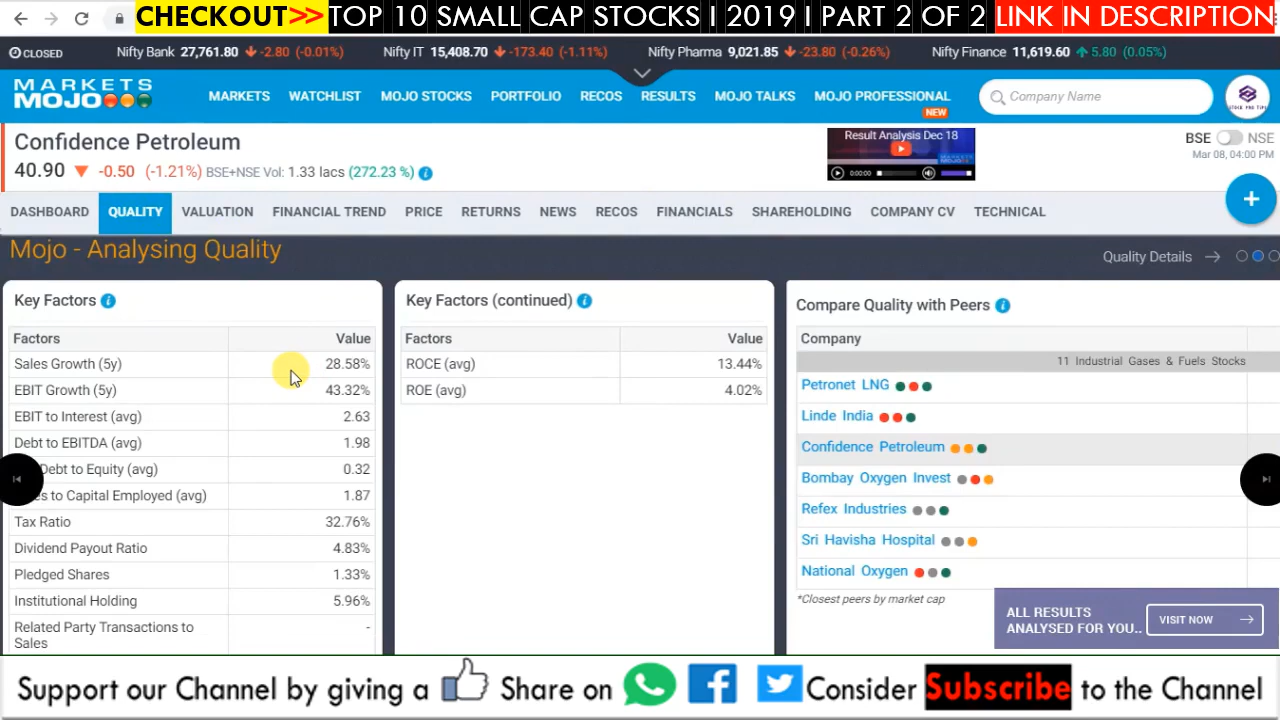 CHECKOUT>> TOP 10 SMALL CAP STOCKS I 2019 I PART 2 OF 2 LINK IN DESCRIPTION
CLOSED Nifty Bank 27,761.80 -2.80 (-0.01%) Nifty IT 15,408.70 -173.40 (-1.11%) Nifty Pharma 9,021.85 -23.80 (-0.26%) Nifty Finance 11,619.60 5.80 (0.05%)
MARKETS MOJO
MARKETS WATCHLIST MOJO STOCKS PORTFOLIO RECOS RESULTS MOJO TALKS MOJO PROFESSIONAL NEW Company Name
STOCK PRO TIPS
Confidence Petroleum
Result Analysis Dec 18
BSE NSE
40.90 -0.50 (-1.21%) BSE+NSE Vol: 1.33 lacs (272.23 %)
0:00:00
Mar 08, 04:00 PM
DASHBOARD QUALITY VALUATION FINANCIAL TREND PRICE RETURNS NEWS RECOS FINANCIALS SHAREHOLDING COMPANY CV TECHNICAL
+
Mojo - Analysing Quality
Quality Details
Key Factors
Factors Value
Sales Growth (5y) 28.58%
EBIT Growth (5y) 43.32%
EBIT to Interest (avg) 2.63
Debt to EBITDA (avg) 1.98
Debt to Equity (avg) 0.32
to Capital Employed (avg) 1.87
Tax Ratio 32.76%
Dividend Payout Ratio 4.83%
Pledged Shares 1.33%
Institutional Holding 5.96%
Related Party Transactions to
Sales -
Key Factors (continued)
Factors Value
ROCE (avg) 13.44%
ROE (avg) 4.02%
Compare Quality with Peers
Company
11 Industrial Gases & Fuels Stocks
Petronet LNG
Linde India
Confidence Petroleum
Bombay Oxygen Invest
Refex Industries
Sri Havisha Hospital
National Oxygen
*Closest peers by market cap
ALL RESULTS
ANALYSED FOR YOU..
VISIT NOW
Support our Channel by giving a Share on Consider Subscribe to the Channel